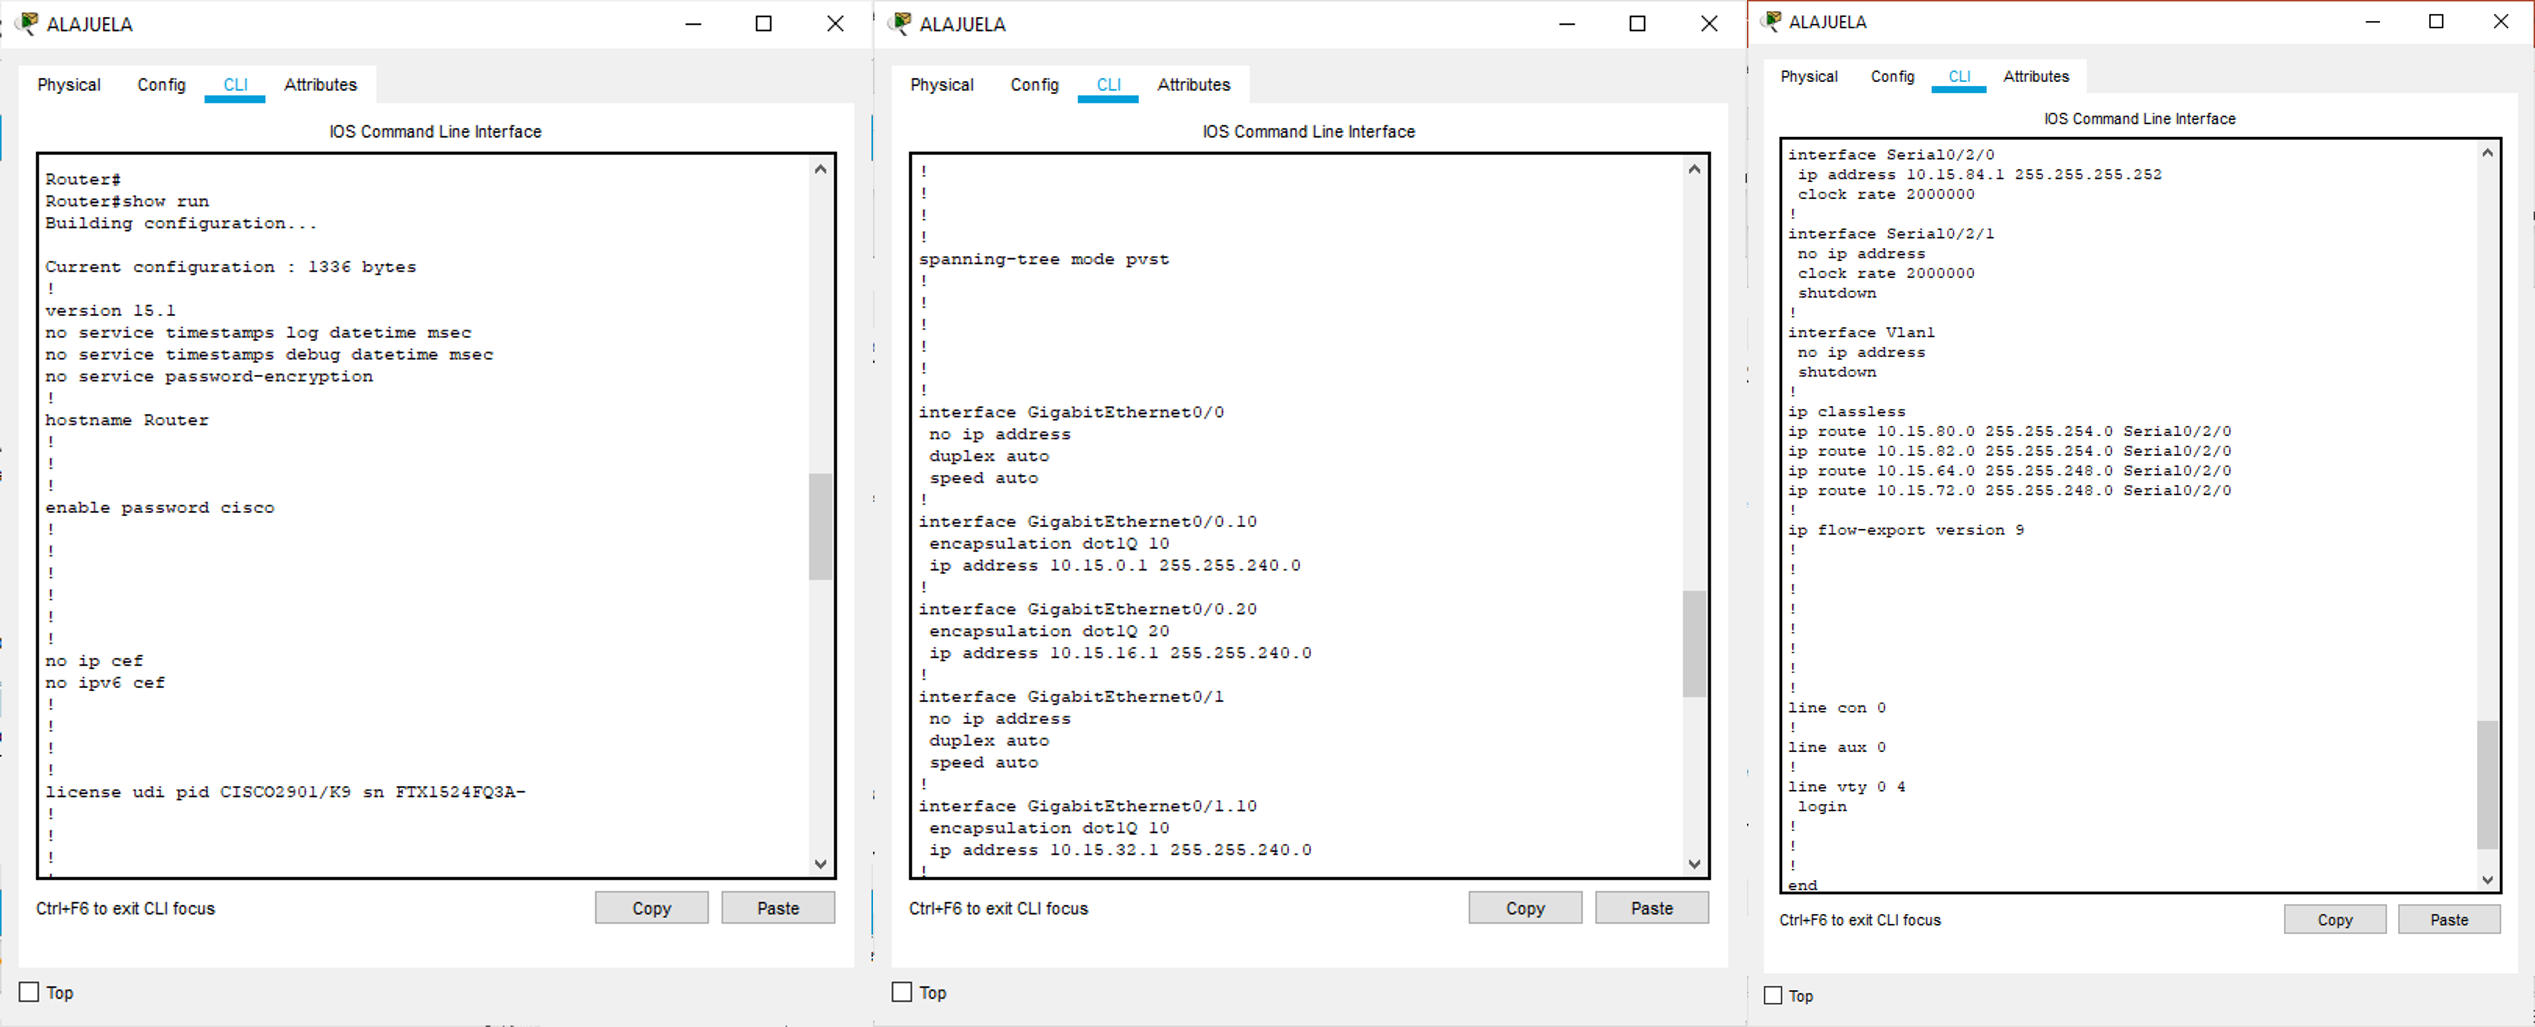 ALAJUELA
Physical Config CLI Attributes
IOS Command Line Interface
Router#
Router#show run
Building configuration...
Current configuration : 1336 bytes
!
version 15.1
no service timestamps log datetime msec
no service timestamps debug datetime msec
no service password-encryption
!
hostname Router
!
!
!
enable password cisco
!
!
!
!
!
!
no ip cef
no ipv6 cef
!
!
!
!
license udi pid CISCO2901/K9 sn FTX1524FQ3A-
!
!
!
Ctrl+F6 to exit CLI focus
Copy Paste
Top
ALAJUELA
Physical Config CLI Attributes
IOS Command Line Interface
!
!
!
!
spanning-tree mode pvst
!
!
!
!
!
!
interface GigabitEthernet0/0
no ip address
duplex auto
speed auto
!
interface GigabitEthernet0/0.10
encapsulation dot1Q 10
ip address 10.15.0.1 255.255.240.0
!
interface GigabitEthernet0/0.20
encapsulation dot1Q 20
ip address 10.15.16.1 255.255.240.0
!
interface GigabitEthernet0/1
no ip address
duplex auto
speed auto
!
interface GigabitEthernet0/1.10
encapsulation dot1Q 10
ip address 10.15.32.1 255.255.240.0
!
Ctrl+F6 to exit CLI focus
Copy Paste
Top
ALAJUELA
Physical Config CLI Attributes
IOS Command Line Interface
interface Serial0/2/0
ip address 10.15.84.1 255.255.255.252
clock rate 2000000
!
interface Serial0/2/1
no ip address
clock rate 2000000
shutdown
!
interface Vlan1
no ip address
shutdown
!
ip classless
ip route 10.15.80.0 255.255.254.0 Serial0/2/0
ip route 10.15.82.0 255.255.254.0 Serial0/2/0
ip route 10.15.64.0 255.255.248.0 Serial0/2/0
ip route 10.15.72.0 255.255.248.0 Serial0/2/0
!
ip flow-export version 9
!
!
!
!
!
!
!
!
line con 0
!
line aux 0
!
line vty 0 4
login
!
!
!
end
Ctrl+F6 to exit CLI focus
Copy Paste
Top